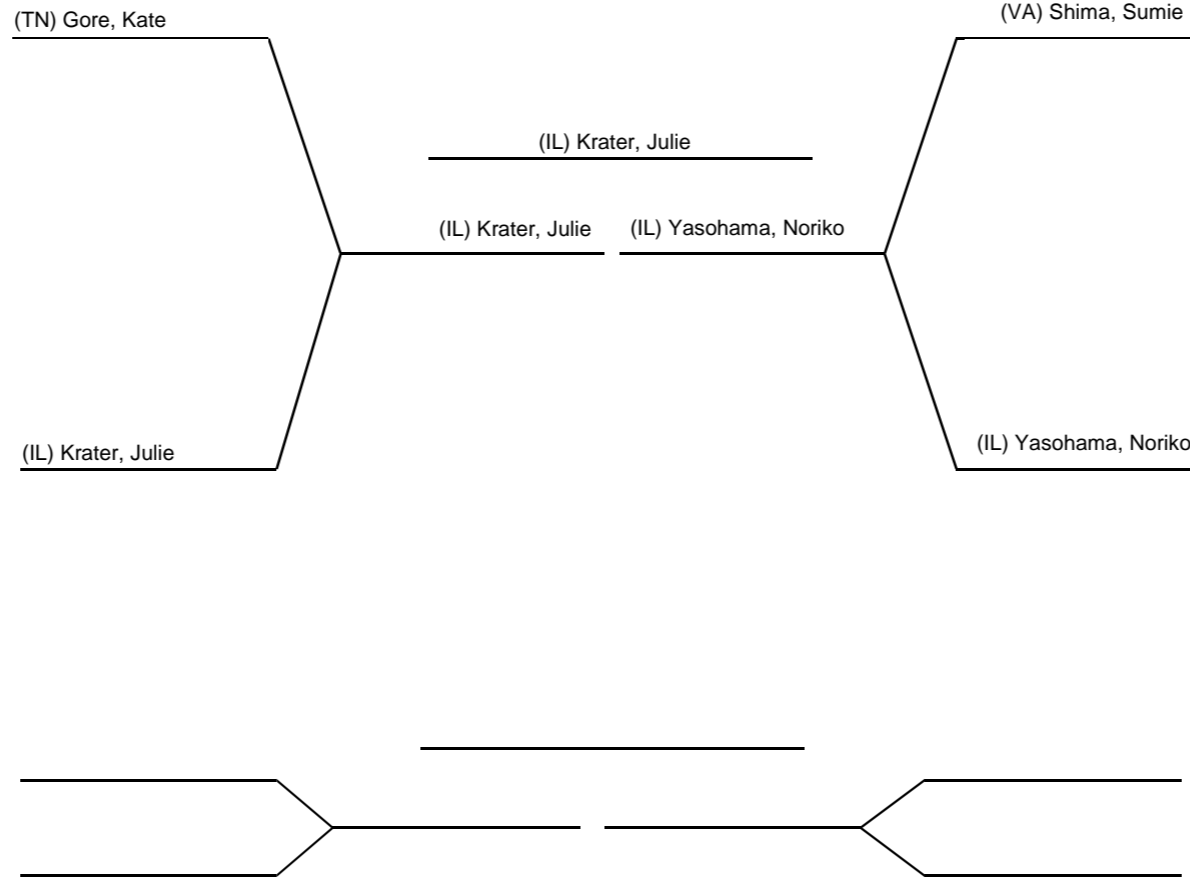 (TN) Gore, Kate
(VA) Shima, Sumie
(IL) Krater, Julie
(IL) Krater, Julie
(IL) Yasohama, Noriko
(IL) Krater, Julie
(IL) Yasohama, Noriko